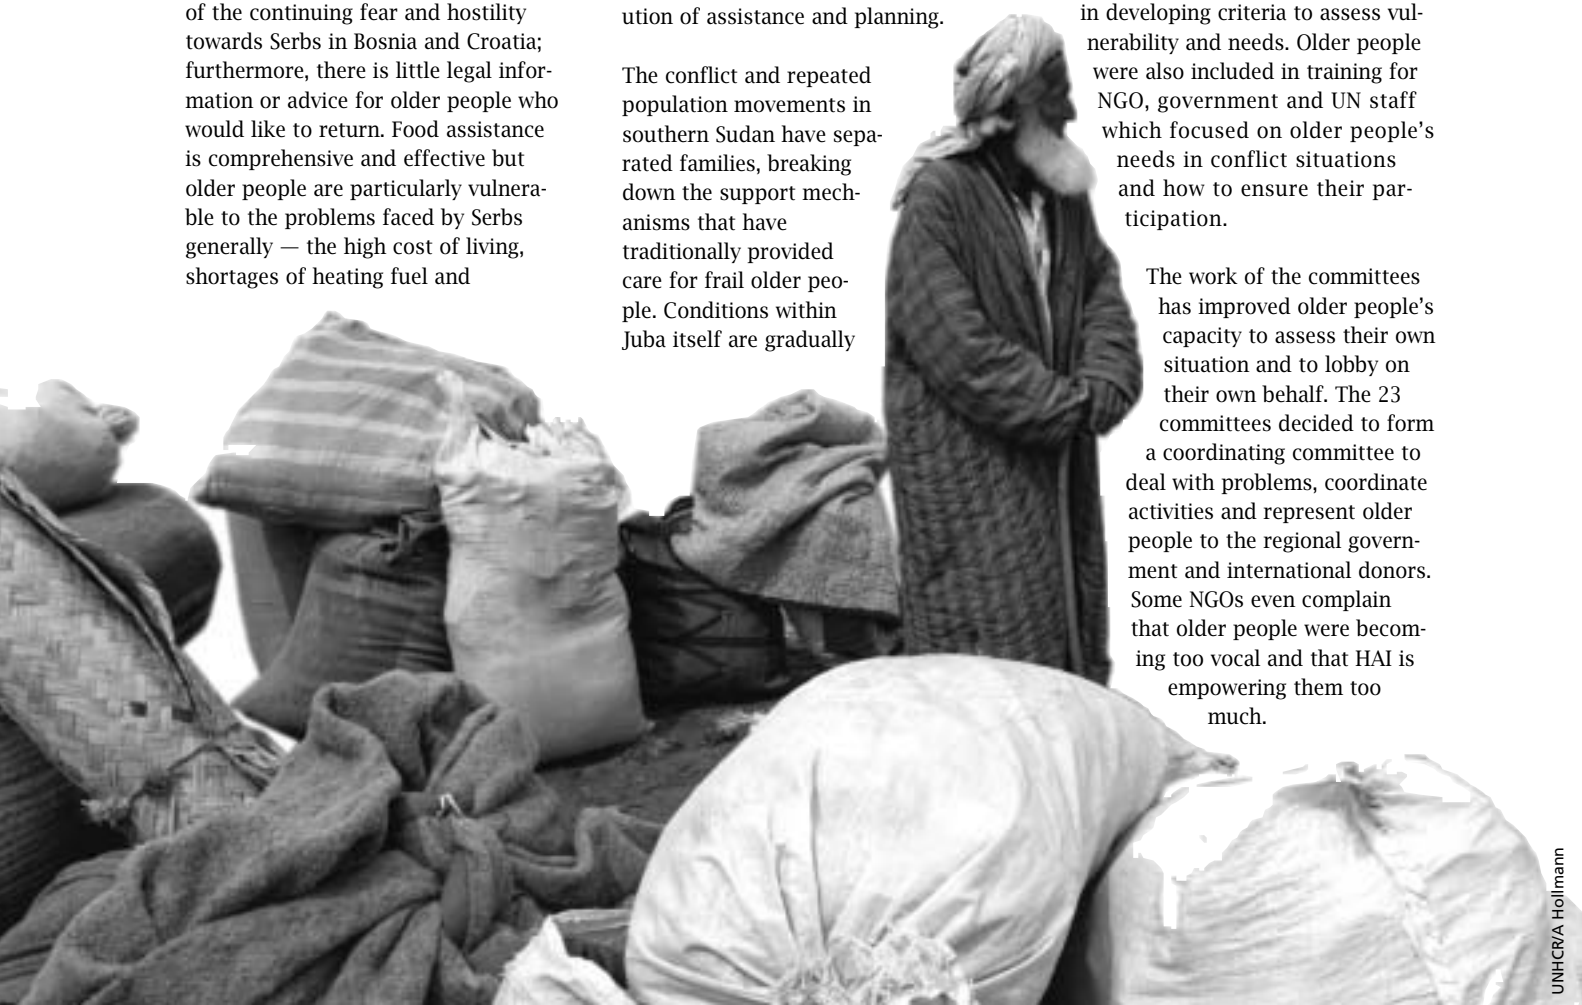 of the continuing fear and hostility
towards Serbs in Bosnia and Croatia;
furthermore, there is little legal infor-
mation or advice for older people who
would like to return. Food assistance
is comprehensive and effective but
older people are particularly vulnera-
ble to the problems faced by Serbs
generally — the high cost of living,
shortages of heating fuel and
ution of assistance and planning.
The conflict and repeated
population movements in
southern Sudan have sepa-
rated families, breaking
down the support mech-
anisms that have
traditionally provided
care for frail older peo-
ple. Conditions within
Juba itself are gradually
in developing criteria to assess vul-
nerability and needs. Older people
were also included in training for
NGO, government and UN staff
which focused on older people’s
needs in conflict situations
and how to ensure their par-
ticipation.
The work of the committees
has improved older people’s
capacity to assess their own
situation and to lobby on
their own behalf. The 23
committees decided to form
a coordinating committee to
deal with problems, coordinate
activities and represent older
people to the regional govern-
ment and international donors.
Some NGOs even complain
that older people were becom-
ing too vocal and that HAI is
empowering them too
much.
UNHCR/A Hollmann